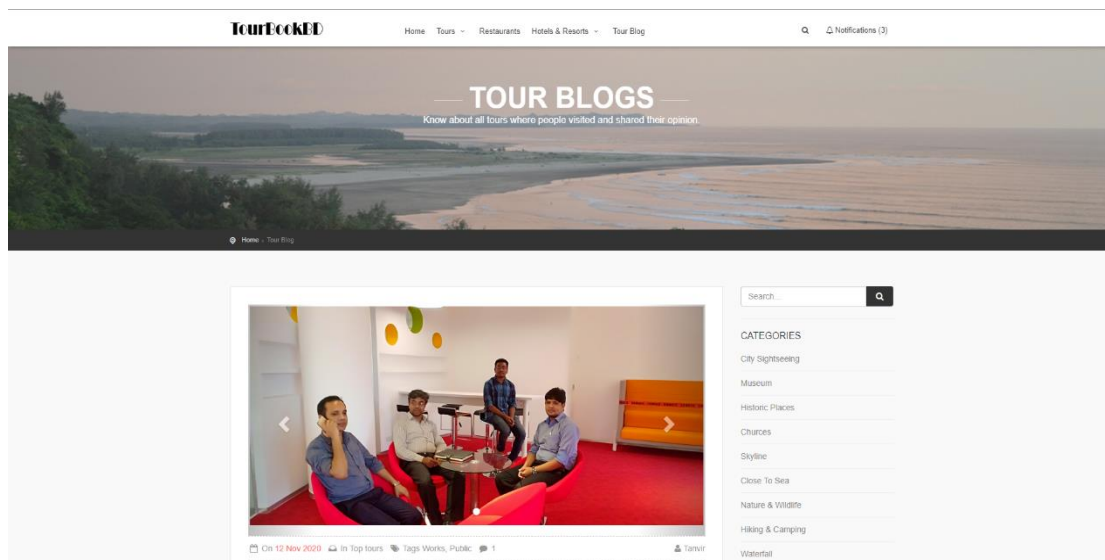 TourBookBD
Home Tours Restaurants Hotels & Resorts Tour Blog
Notifications (3)
TOUR BLOGS
Know about all tours where people visited and shared their opinion.
Home > Tour Blog
Search...
CATEGORIES
City Sightseeing
Museum
Historic Places
Churces
Skyline
Close To Sea
Nature & Wildlife
Hiking & Camping
Waterfall
On 12 Nov 2020 In Top tours Tags Works, Public 1
Tanvir